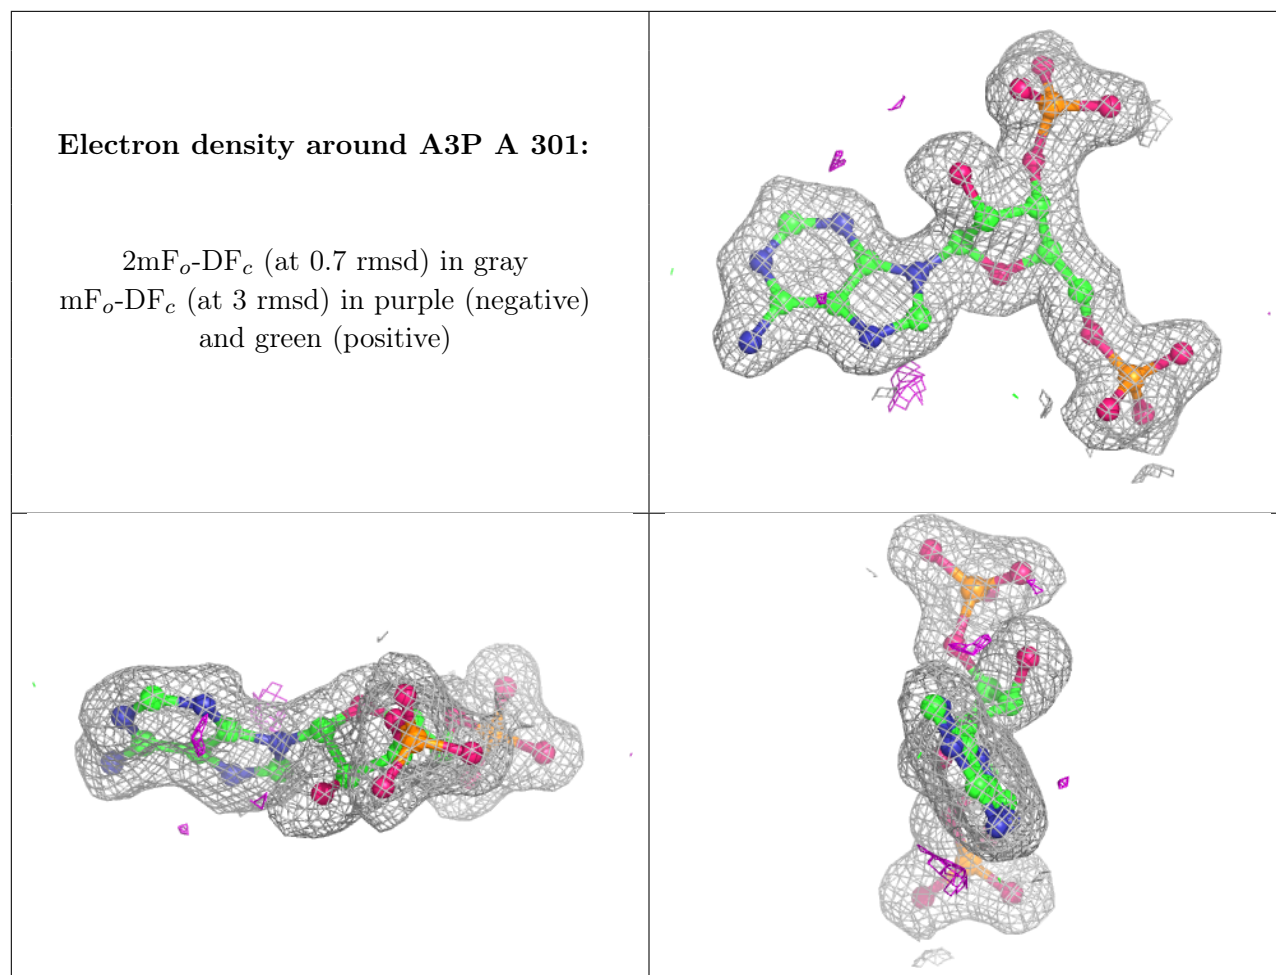 Electron density around A3P A 301:
2mFo-DFc (at 0.7 rmsd) in gray
mFo-DFc (at 3 rmsd) in purple (negative)
and green (positive)